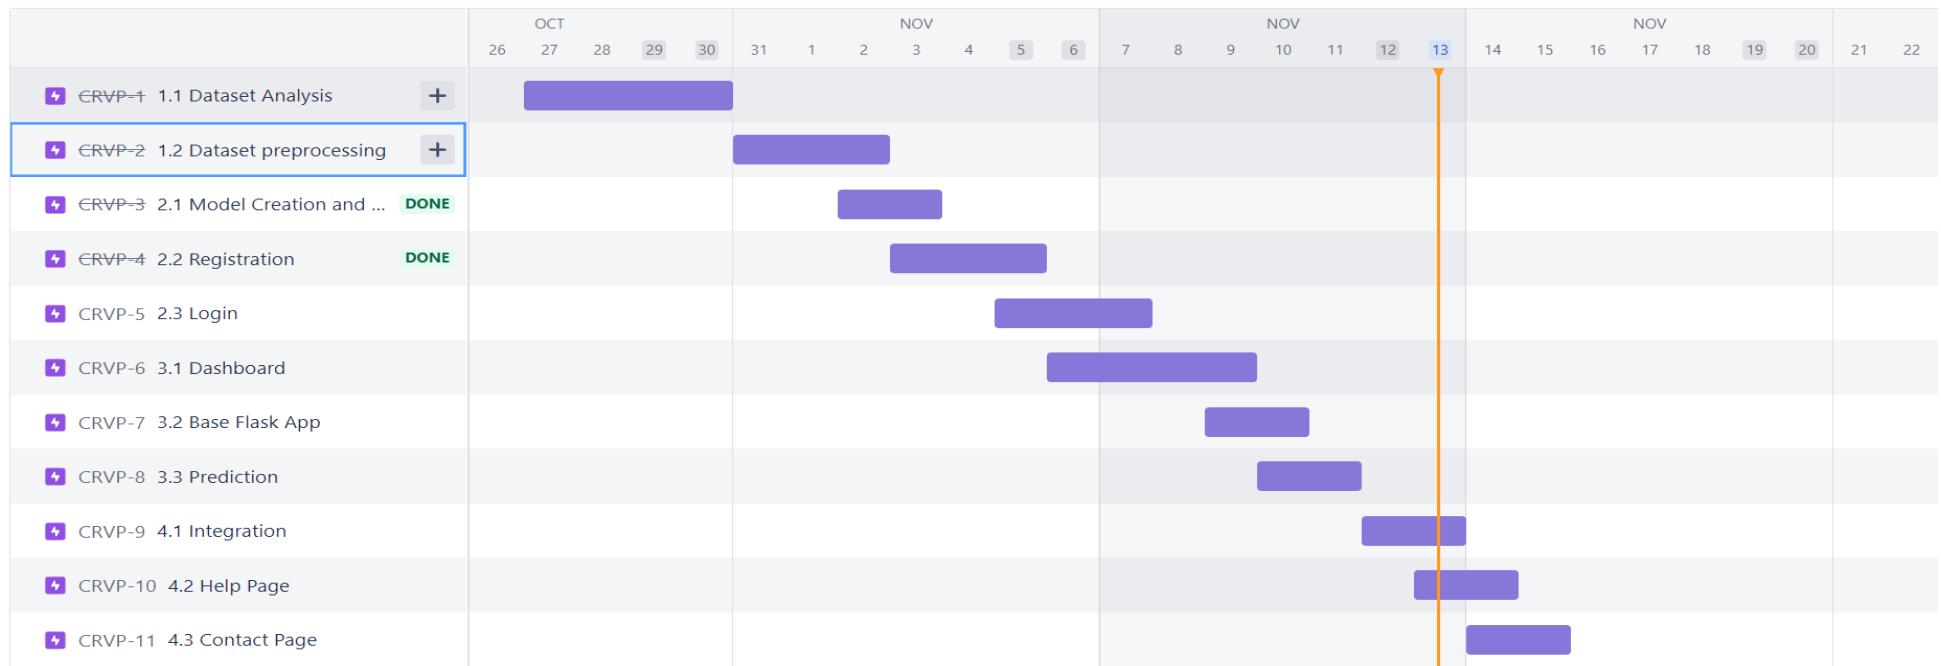 OCT NOV NOV NOV
26 27 28 29 30 31 1 2 3 4 5 6 7 8 9 10 11 12 13 14 15 16 17 18 19 20 21 22
CRVP-1 1.1 Dataset Analysis +
CRVP-2 1.2 Dataset preprocessing +
CRVP-3 2.1 Model Creation and ... DONE
CRVP-4 2.2 Registration DONE
CRVP-5 2.3 Login
CRVP-6 3.1 Dashboard
CRVP-7 3.2 Base Flask App
CRVP-8 3.3 Prediction
CRVP-9 4.1 Integration
CRVP-10 4.2 Help Page
CRVP-11 4.3 Contact Page